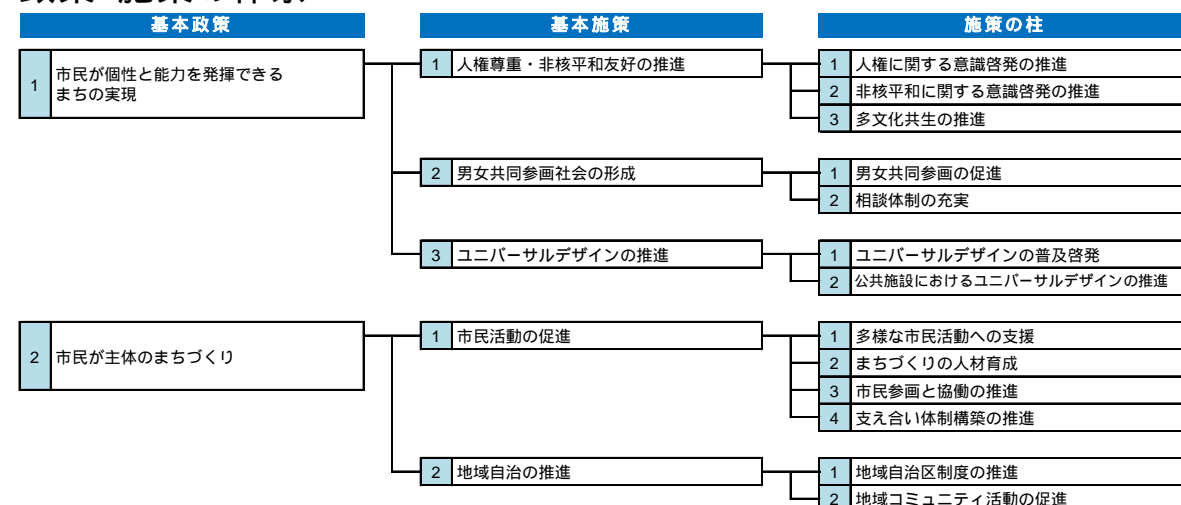 基本政策
基本施策
施策の柱
1 市民が個性と能力を発揮できる
まちの実現
1 人権尊重・非核平和友好の推進
1 人権に関する意識啓発の推進
2 非核平和に関する意識啓発の推進
3 多文化共生の推進
2 男女共同参画社会の形成
1 男女共同参画の促進
2 相談体制の充実
3 ユニバーサルデザインの推進
1 ユニバーサルデザインの普及啓発
2 公共施設におけるユニバーサルデザインの推進
2 市民が主体のまちづくり
1 市民活動の促進
1 多様な市民活動への支援
2 まちづくりの人材育成
3 市民参画と協働の推進
4 支え合い体制構築の推進
2 地域自治の推進
1 地域自治区制度の推進
2 地域コミュニティ活動の促進